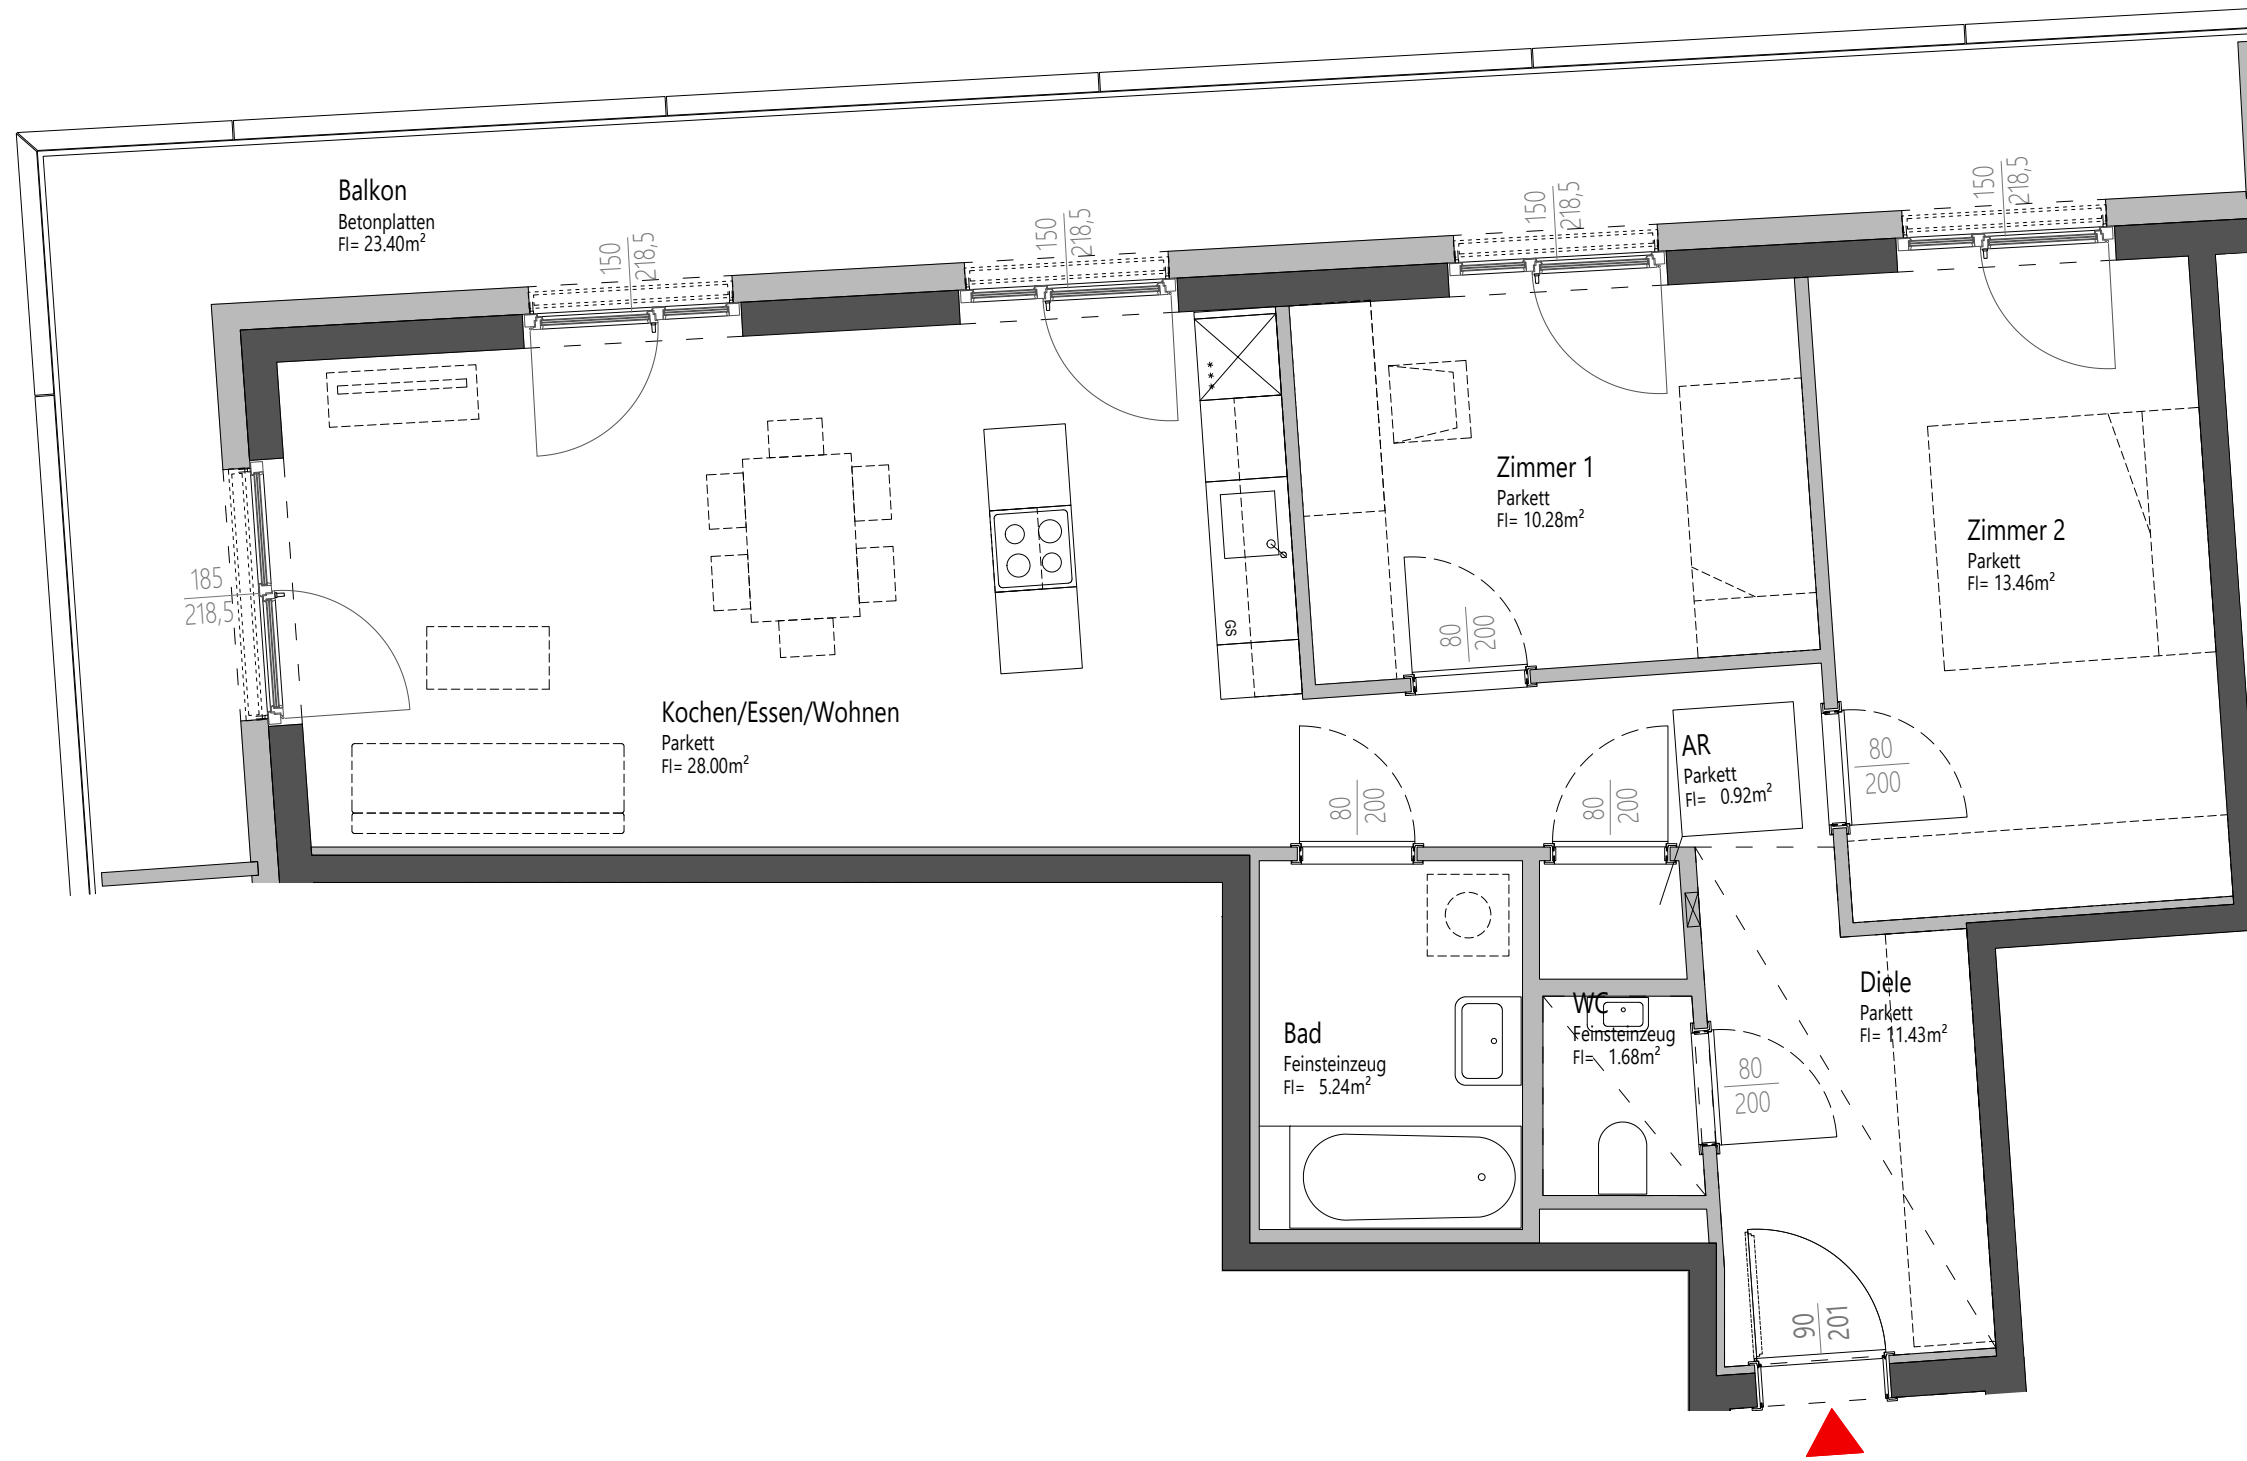 Balkon
Betonplatten
Fl= 23.40m²
150
218,5
150
218,5
150
218,5
150
218,5
185
218,5
***
GS
Kochen/Essen/Wohnen
Parkett
Fl= 28.00m²
Zimmer 1
Parkett
Fl= 10.28m²
80
200
Zimmer 2
Parkett
Fl= 13.46m²
80
200
80
200
80
200
AR
Parkett
Fl= 0.92m²
Bad
Feinsteinzeug
Fl= 5.24m²
WC
Feinsteinzeug
Fl= 1.68m²
80
200
Diele
Parkett
Fl= 11.43m²
90
201